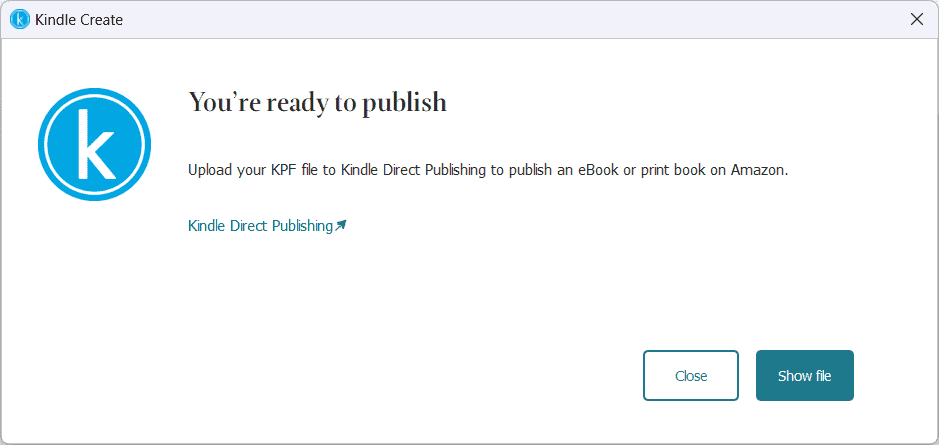 Kindle Create
You're ready to publish
k
Upload your KPF file to Kindle Direct Publishing to publish an eBook or print book on Amazon.
Kindle Direct Publishing
Close Show file